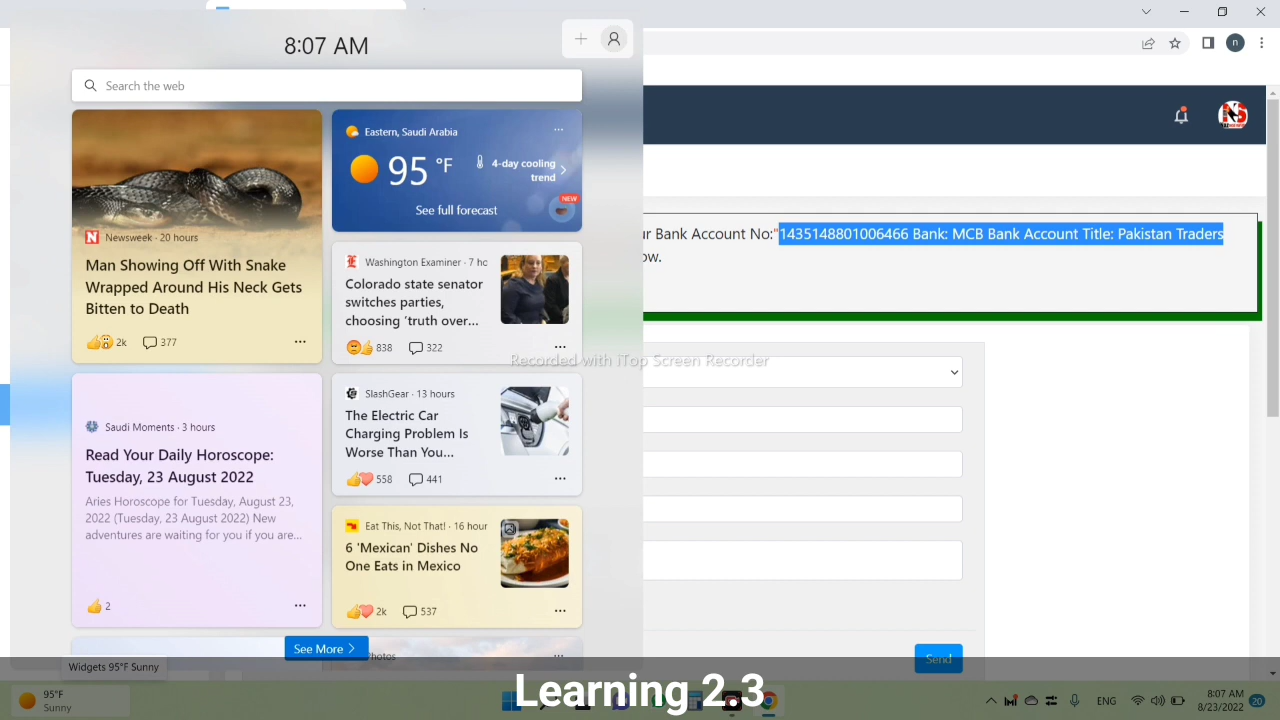 8:07 AM
Search the web
Newsweek · 20 hours
Man Showing Off With Snake
Wrapped Around His Neck Gets
Bitten to Death
2k
377
Eastern, Saudi Arabia
95 °F
4-day cooling
trend
See full forecast
NEW
Washington Examiner · 7 ho
Colorado state senator
switches parties,
choosing ‘truth over...
838
322
Saudi Moments · 3 hours
Read Your Daily Horoscope:
Tuesday, 23 August 2022
Aries Horoscope for Tuesday, August 23,
2022 (Tuesday, 23 August 2022) New
adventures are waiting for you if you are...
2
SlashGear · 13 hours
The Electric Car
Charging Problem Is
Worse Than You...
558
441
Eat This, Not That! · 16 hour
6 'Mexican' Dishes No
One Eats in Mexico
2k
537
See More
Photos
Widgets 95°F Sunny
n
r Bank Account No:"1435148801006466 Bank: MCB Bank Account Title: Pakistan Traders
ow.
Recorded with iTop Screen Recorder
Send
95°F
Sunny
Learning 2.3
ENG
8:07 AM
8/23/2022
20